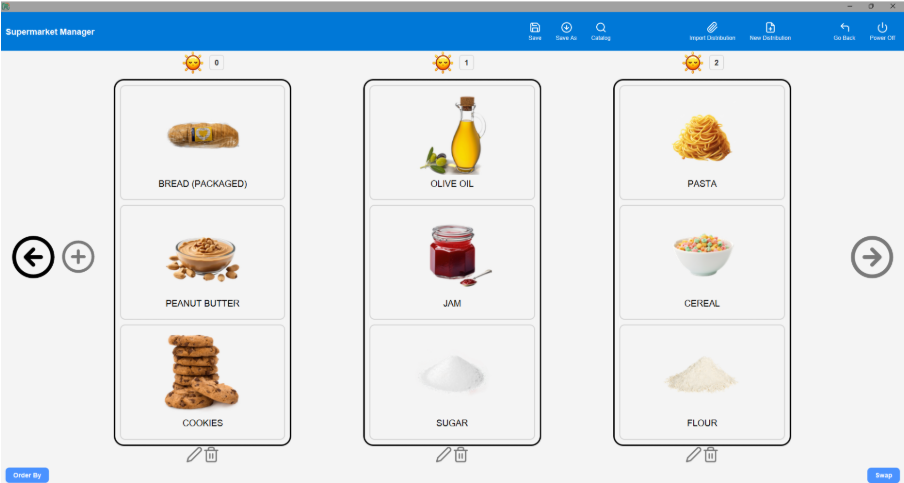 Supermarket Manager
Save
Save As
Catalog
Import Distribution
New Distribution
Go Back
Power Off
0
1
2
BREAD (PACKAGED)
OLIVE OIL
PASTA
PEANUT BUTTER
JAM
CEREAL
COOKIES
SUGAR
FLOUR
Order By
Swap